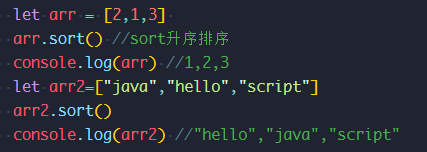 let arr = [2,1,3]
arr.sort() //sort升序排序
console.log(arr) //1,2,3
let arr2=["java","hello","script"]
arr2.sort()
console.log(arr2) //"hello","java","script"